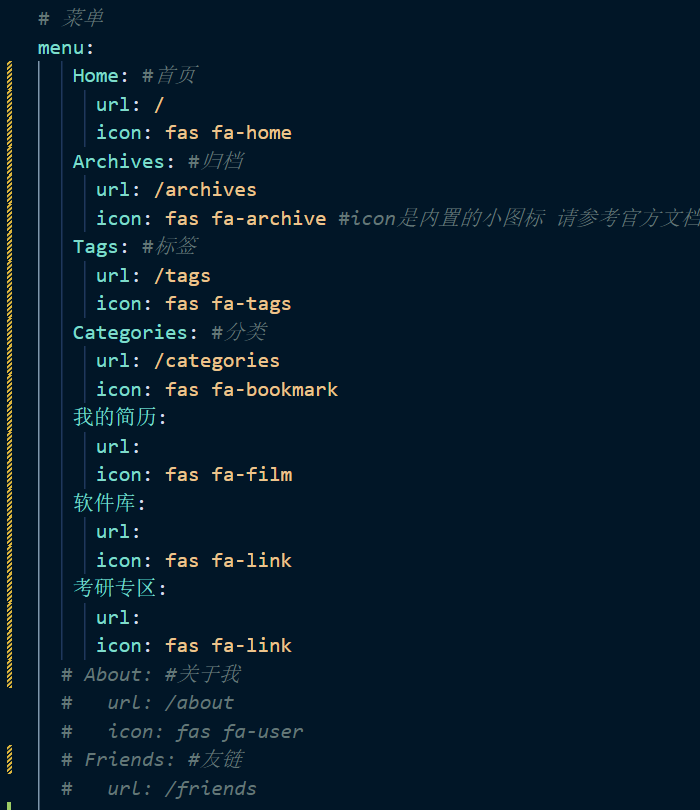 # 菜单
menu:
Home: #首页
url: /
icon: fas fa-home
Archives: #归档
url: /archives
icon: fas fa-archive #icon是内置的小图标 请参考官方文档
Tags: #标签
url: /tags
icon: fas fa-tags
Categories: #分类
url: /categories
icon: fas fa-bookmark
我的简历:
url:
icon: fas fa-film
软件库:
url:
icon: fas fa-link
考研专区:
url:
icon: fas fa-link
# About: #关于我
#   url: /about
#   icon: fas fa-user
# Friends: #友链
#   url: /friends